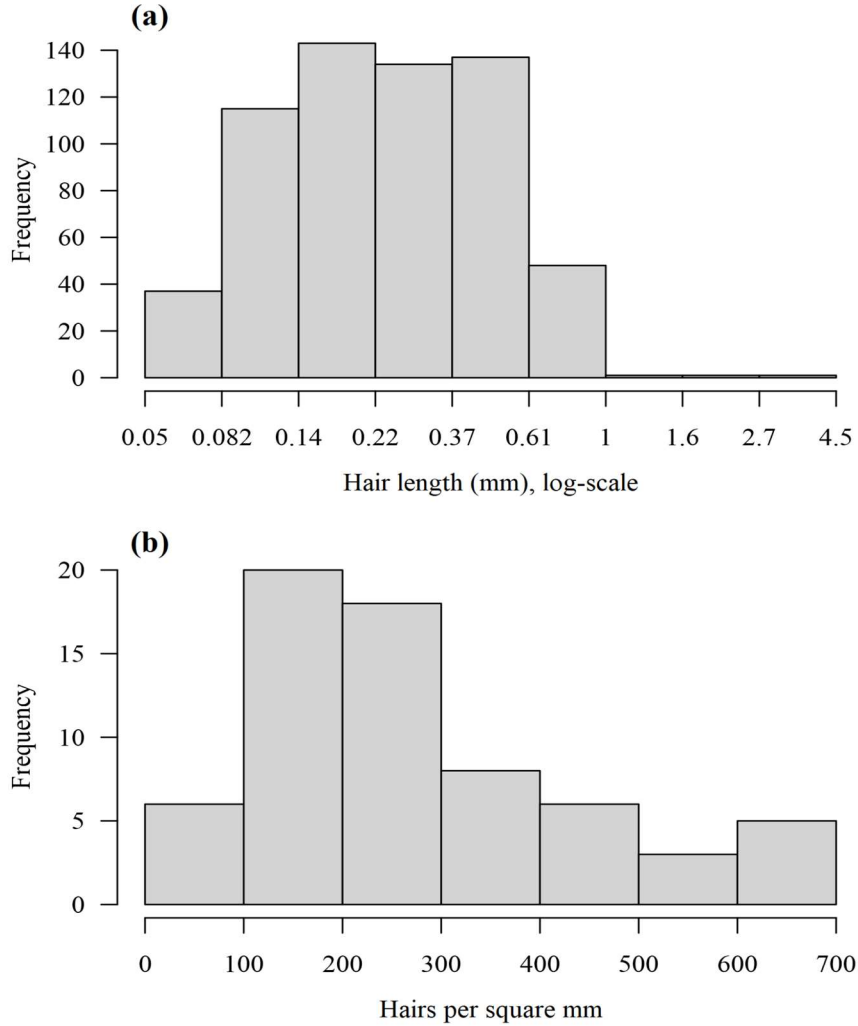 (a)
Frequency
140
120
100
80
60
40
20
0
0.05 0.082 0.14 0.22 0.37 0.61 1 1.6 2.7 4.5
Hair length (mm), log-scale
(b)
Frequency
20
15
10
5
0
0 100 200 300 400 500 600 700
Hairs per square mm